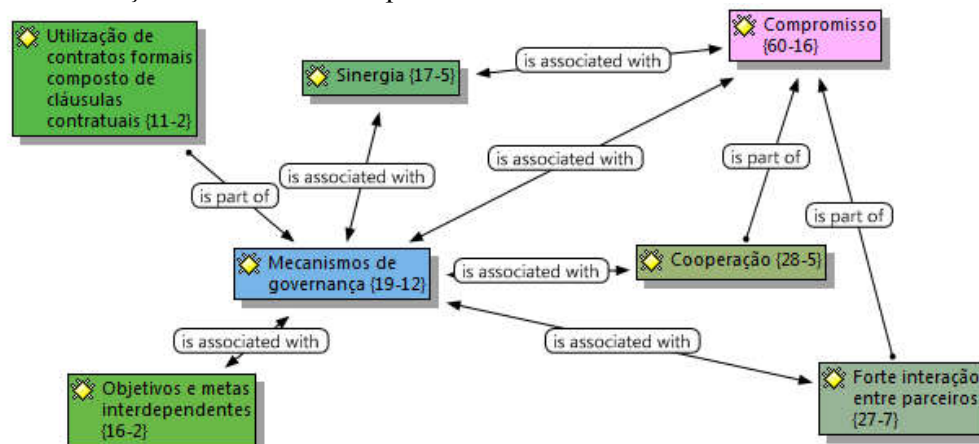 Utilização de
contratos formais
composto de
cláusulas
contratuais {11-2}
Compromisso
{60-16}
is associated with
Sinergia {17-5}
is associated with
is associated with
is part of
is part of
is part of
Mecanismos de
governança {19-12}
is associated with
Cooperação {28-5}
is associated with
is associated with
Objetivos e metas
interdependentes
{16-2}
Forte interação
entre parceiros
{27-7}